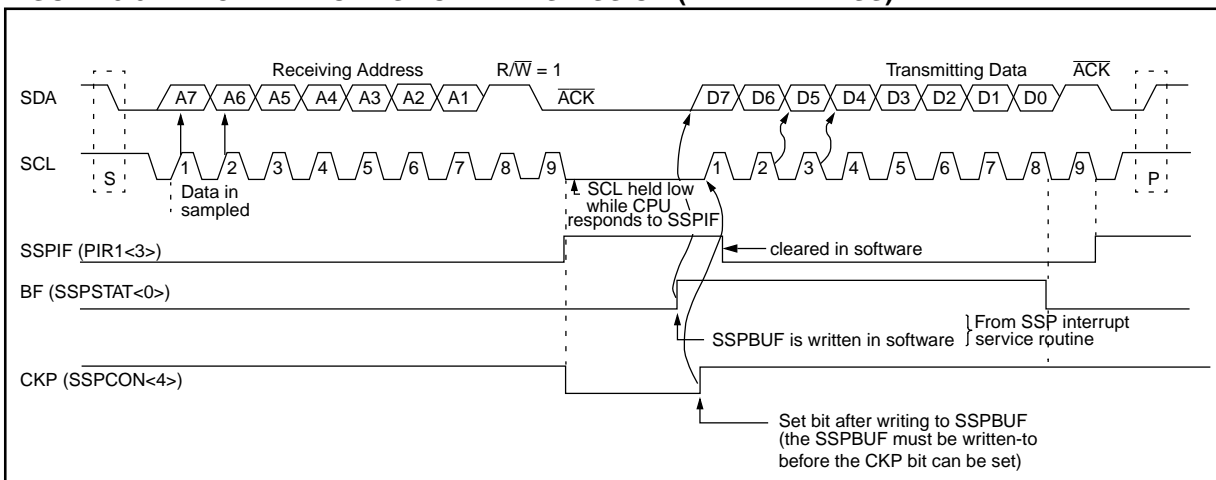 Receiving Address R/W = 1 Transmitting Data ACK
SDA A7 A6 A5 A4 A3 A2 A1 ACK D7 D6 D5 D4 D3 D2 D1 D0
SCL S 1 2 3 4 5 6 7 8 9 1 2 3 4 5 6 7 8 9 P
Data in
sampled
SCL held low
while CPU
responds to SSPIF
SSPIF (PIR1<3>)
cleared in software
BF (SSPSTAT<0>)
SSPBUF is written in software
From SSP interrupt
service routine
CKP (SSPCON<4>)
Set bit after writing to SSPBUF
(the SSPBUF must be written-to
before the CKP bit can be set)